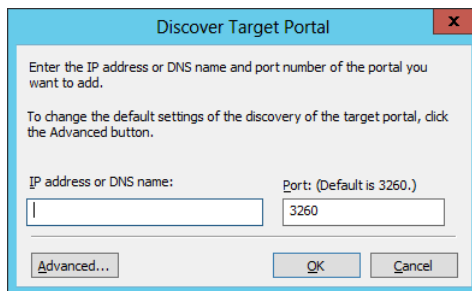 Discover Target Portal
x
Enter the IP address or DNS name and port number of the portal you
want to add.
To change the default settings of the discovery of the target portal, click
the Advanced button.
IP address or DNS name:
Port: (Default is 3260.)
3260
Advanced...
OK
Cancel